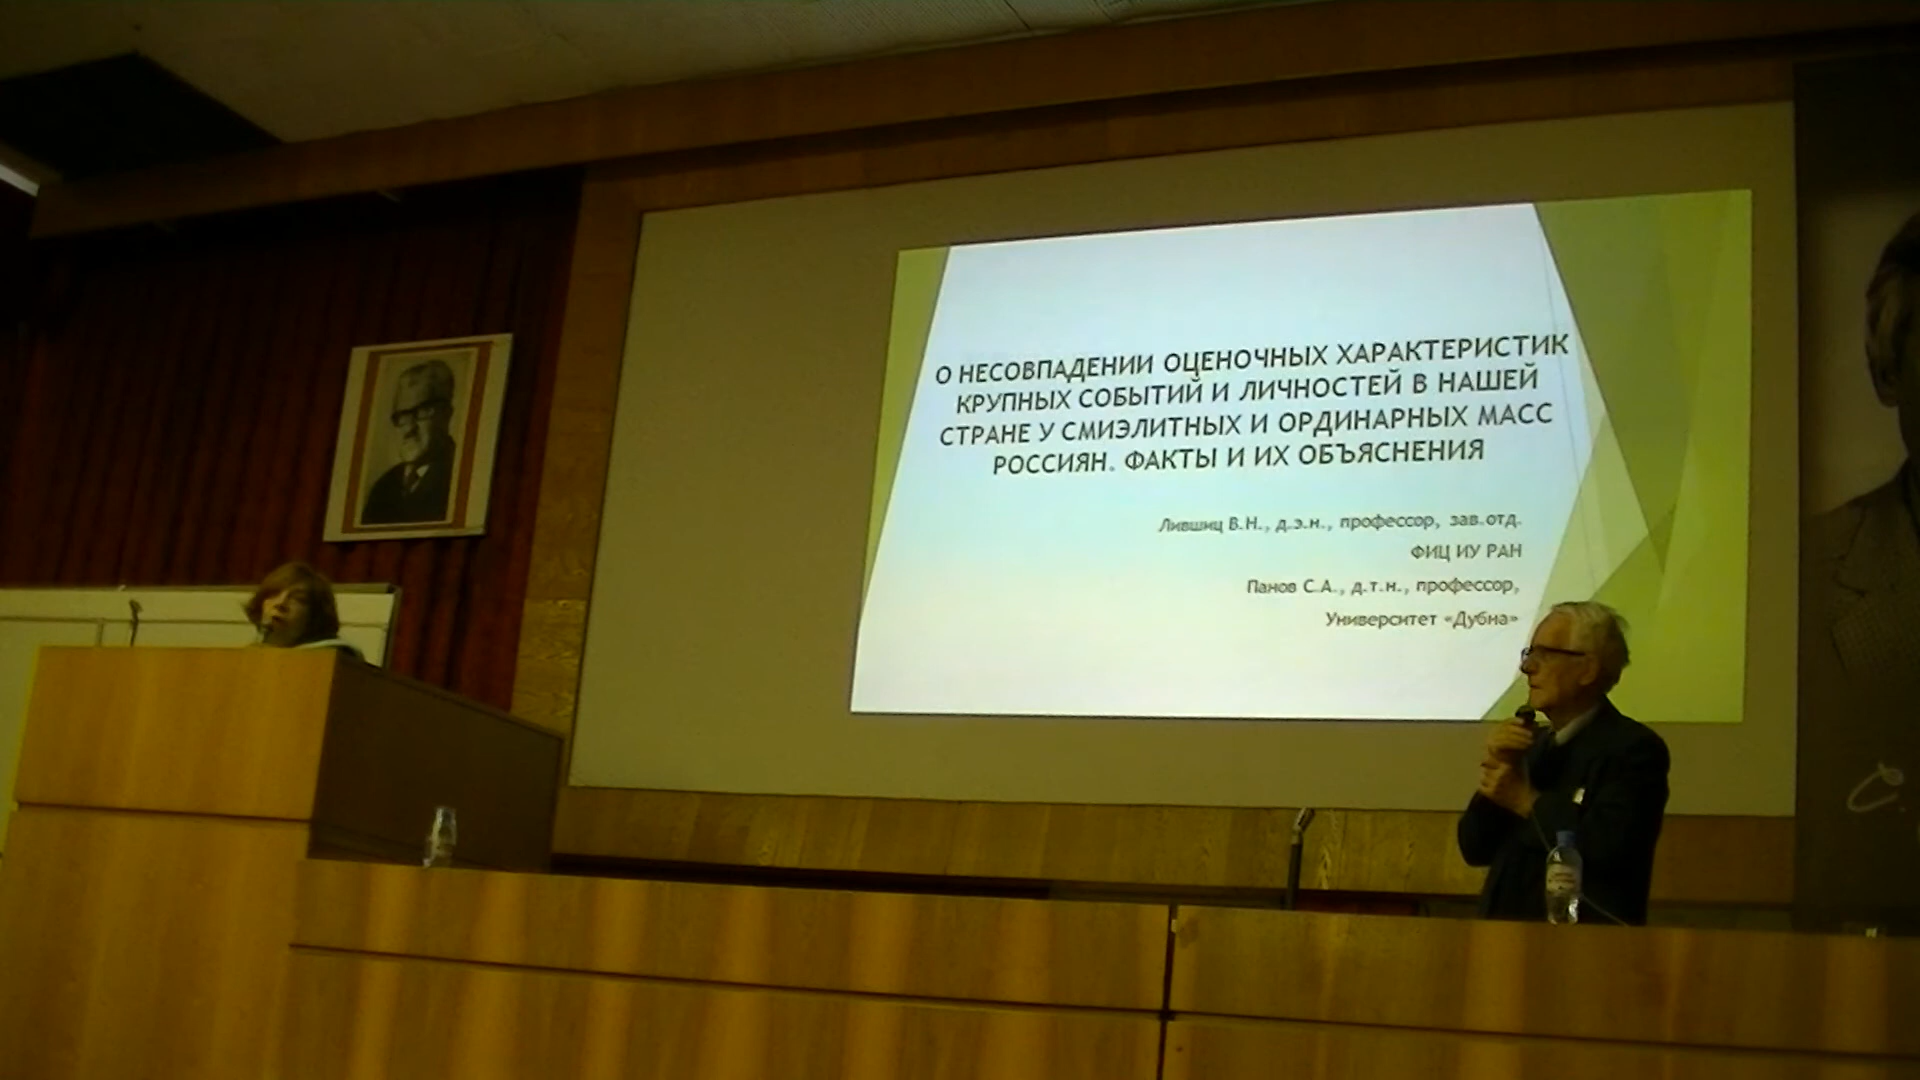 О НЕСОВПАДЕНИИ ОЦЕНОЧНЫХ ХАРАКТЕРИСТИК
КРУПНЫХ СОБЫТИЙ И ЛИЧНОСТЕЙ В НАШЕЙ
СТРАНЕ У СМИЭЛИТНЫХ И ОРДИНАРНЫХ МАСС
РОССИЯН. ФАКТЫ И ИХ ОБЪЯСНЕНИЯ
Лившиц В.Н., д.э.н., профессор, зав.отд.
ФИЦ ИУ РАН
Панов С.А., д.т.н., профессор,
Университет «Дубна»